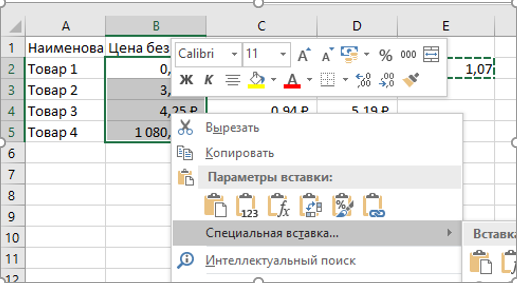 A B C D E
1 Наименова Цена без
Calibri 11 A A % 000
2 Товар 1 0, 1,07
Ж К A ,00
3 Товар 2 3,
4 Товар 3 4,25 ₽ 0,94 ₽ 5,19 ₽
5 Товар 4 1 080,
6
7
8
9
10
11
12
Вырезать
Копировать
Параметры вставки:
123 fx
Специальная вставка...
Интеллектуальный поиск
Вставка